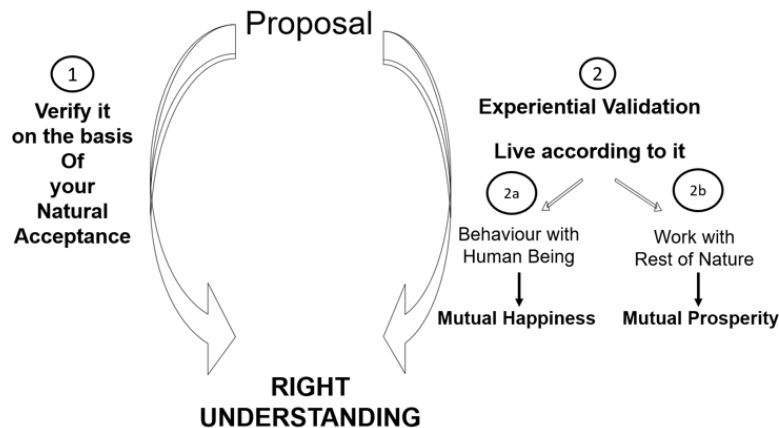 Proposal
1
Verify it
on the basis
Of
your
Natural
Acceptance
2
Experiential Validation
Live according to it
2a
Behaviour with
Human Being
Mutual Happiness
2b
Work with
Rest of Nature
Mutual Prosperity
RIGHT
UNDERSTANDING